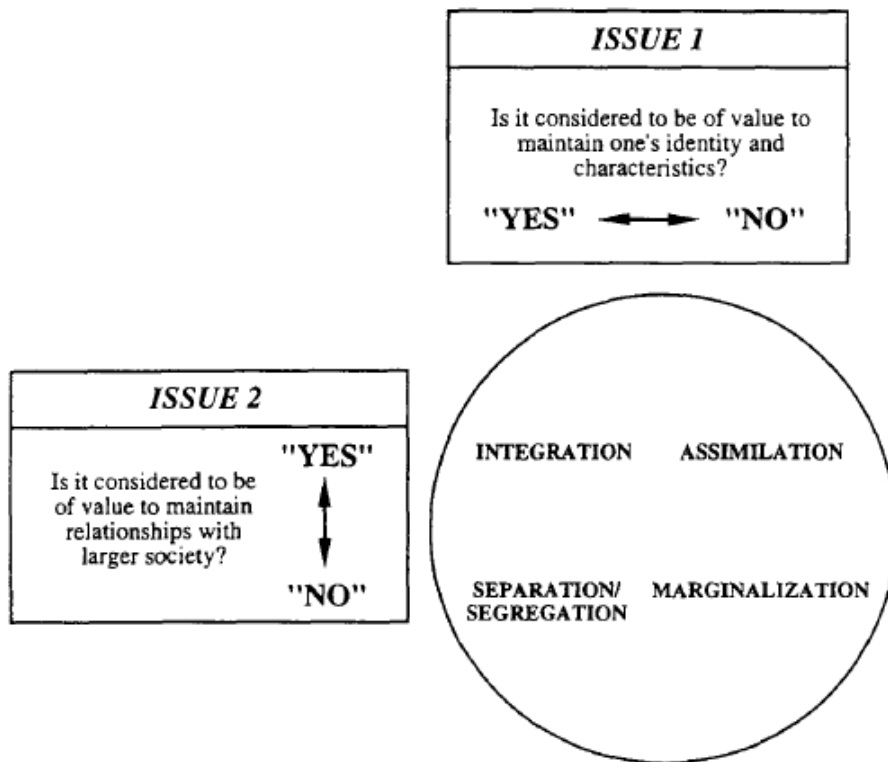 ISSUE 1
Is it considered to be of value to
maintain one's identity and
characteristics?
"YES" "NO"
ISSUE 2
"YES"
Is it considered to be
of value to maintain
relationships with
larger society?
"NO"
INTEGRATION ASSIMILATION
SEPARATION/ MARGINALIZATION
SEGREGATION